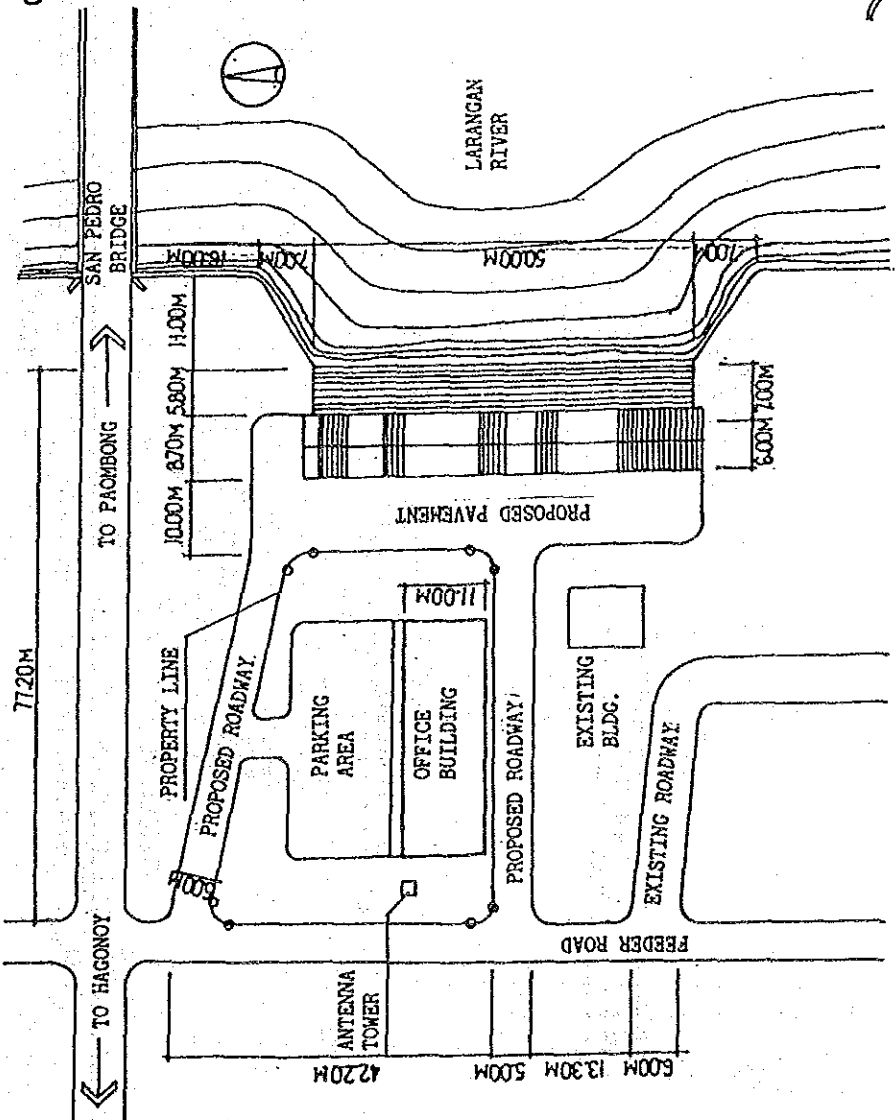 SAN PEDRO
BRIDGE
LARANGAN
RIVER
TO PAOMBONG
TO HAGONOY
77.20M
10.00M
8.70M
5.80M
14.00M
16.00M
7.00M
50.00M
7.00M
6.00M
7.00M
PROPOSED PAVEMENT
PROPERTY LINE
PROPOSED ROADWAY
PARKING
AREA
OFFICE
BUILDING
11.00M
PROPOSED ROADWAY
EXISTING
BLDG.
EXISTING ROADWAY
FEEDER ROAD
ANTENNA
TOWER
42.20M
5.00M
13.30M
6.00M